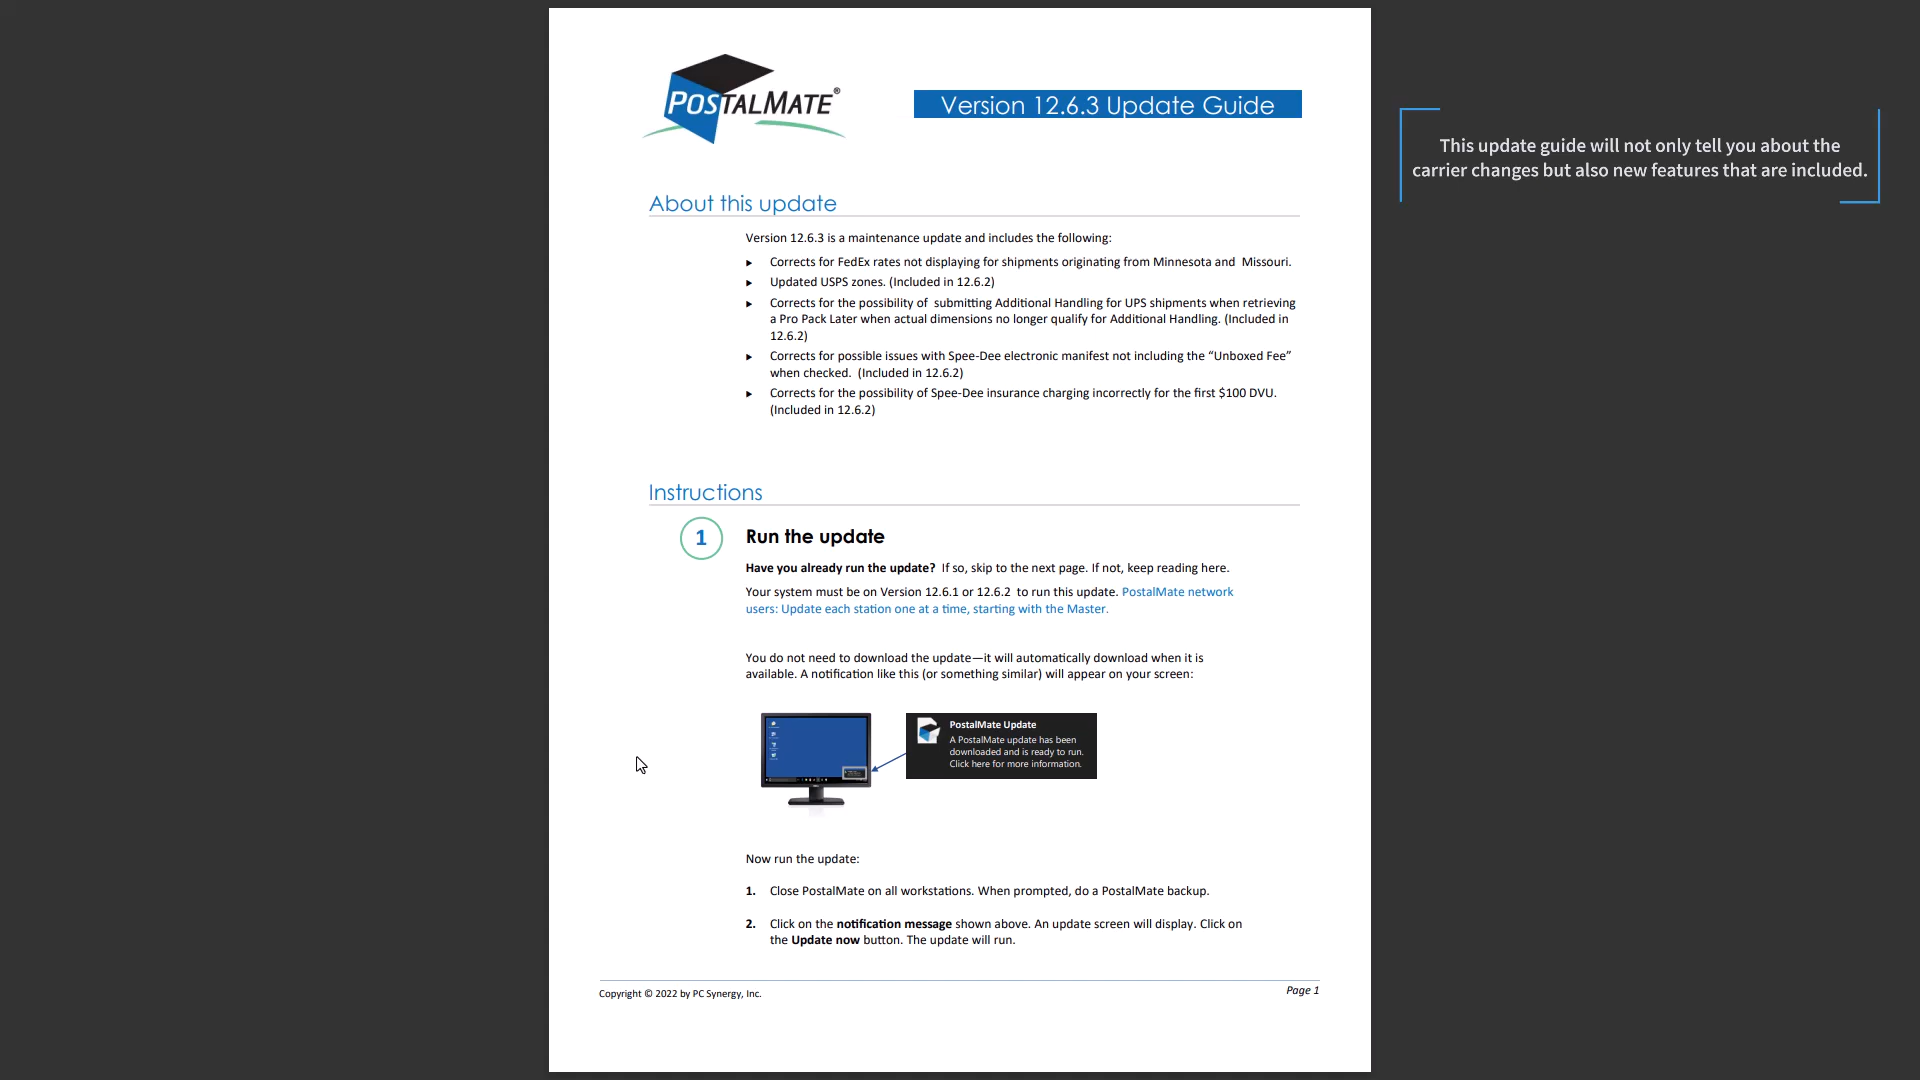 POSTALMATE®
Version 12.6.3 Update Guide
This update guide will not only tell you about the
carrier changes but also new features that are included.
About this update
Version 12.6.3 is a maintenance update and includes the following:
► Corrects for FedEx rates not displaying for shipments originating from Minnesota and  Missouri.
► Updated USPS zones. (Included in 12.6.2)
► Corrects for the possibility of  submitting Additional Handling for UPS shipments when retrieving
a Pro Pack Later when actual dimensions no longer qualify for Additional Handling. (Included in
12.6.2)
► Corrects for possible issues with Spee-Dee electronic manifest not including the “Unboxed Fee”
when checked.  (Included in 12.6.2)
► Corrects for the possibility of Spee-Dee insurance charging incorrectly for the first $100 DVU.
(Included in 12.6.2)
Instructions
1 Run the update
Have you already run the update?  If so, skip to the next page. If not, keep reading here.
Your system must be on Version 12.6.1 or 12.6.2  to run this update. PostalMate network
users: Update each station one at a time, starting with the Master.
You do not need to download the update—it will automatically download when it is
available. A notification like this (or something similar) will appear on your screen:
PostalMate Update
A PostalMate update has been
downloaded and is ready to run.
Click here for more information.
Now run the update:
1. Close PostalMate on all workstations. When prompted, do a PostalMate backup.
2. Click on the notification message shown above. An update screen will display. Click on
the Update now button. The update will run.
Copyright © 2022 by PC Synergy, Inc.
Page 1